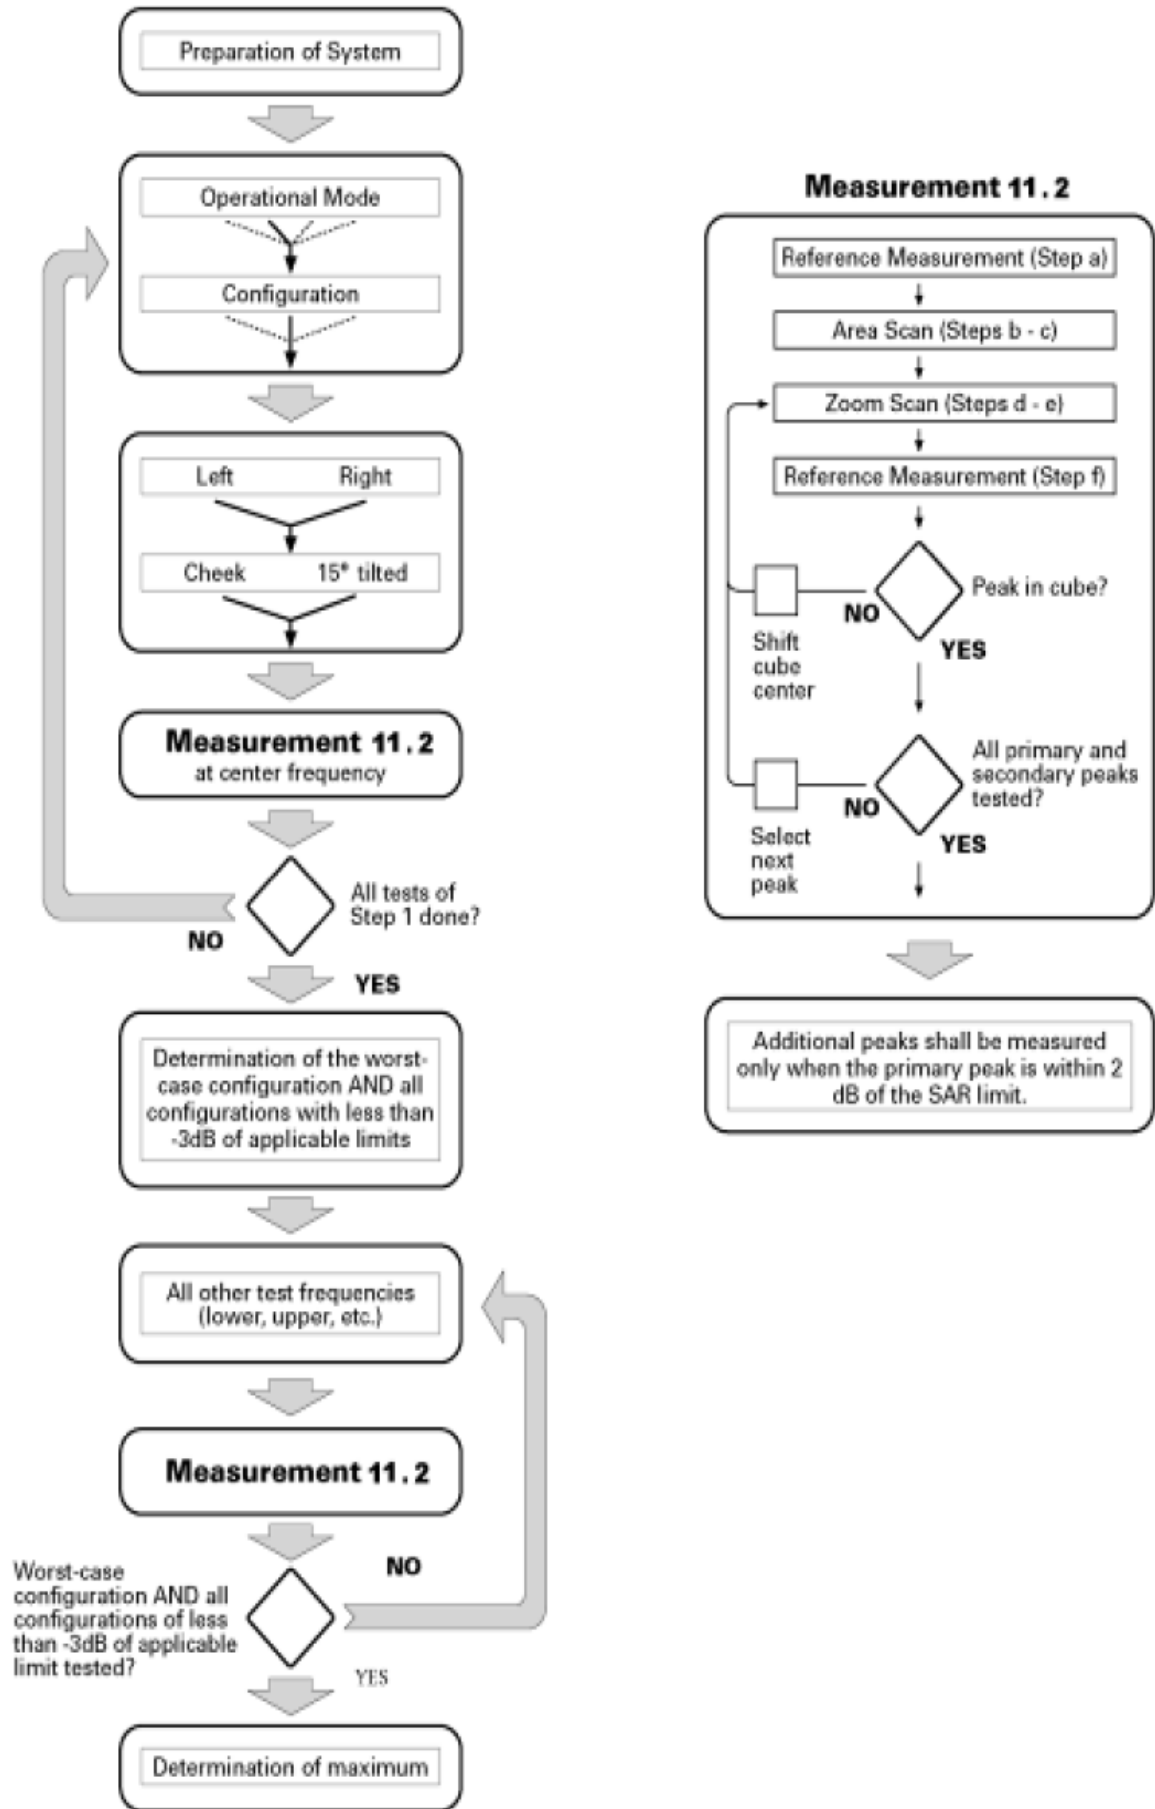 Preparation of System
Operational Mode
Configuration
Left Right
Cheek 15° tilted
Measurement 11.2
at center frequency
All tests of
Step 1 done?
NO
YES
Determination of the worst-
case configuration AND all
configurations with less than
-3dB of applicable limits
All other test frequencies
(lower, upper, etc.)
Measurement 11.2
NO
Worst-case
configuration AND all
configurations of less
than -3dB of applicable
limit tested?
YES
Determination of maximum
Measurement 11.2
Reference Measurement (Step a)
Area Scan (Steps b - c)
Zoom Scan (Steps d - e)
Reference Measurement (Step f)
Peak in cube?
NO
YES
Shift
cube
center
All primary and
secondary peaks
tested?
NO
YES
Select
next
peak
Additional peaks shall be measured
only when the primary peak is within 2
dB of the SAR limit.